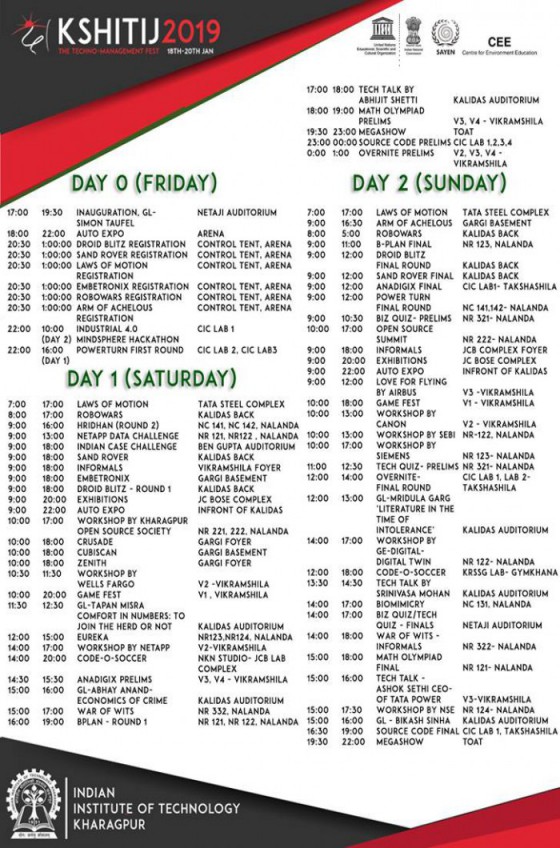 KSHITIJ2019
THE TECHNO-MANAGEMENT FEST 18TH-20TH JAN
United Nations
Educational, Scientific and
Cultural Organization
SAYEN
CEE
Centre for Environment Education
DAY 0 (FRIDAY)
17:00 19:30 INAUGURATION, GL- NETAJI AUDITORIUM
SIMON TAUFEL
18:00 22:00 AUTO EXPO ARENA
20:30 1:00:00 DROID BLITZ REGISTRATION CONTROL TENT, ARENA
20:30 1:00:00 SAND ROVER REGISTRATION CONTROL TENT, ARENA
20:30 1:00:00 LAWS OF MOTION CONTROL TENT, ARENA
REGISTRATION
20:30 1:00:00 EMBETRONIX REGISTRATION CONTROL TENT, ARENA
20:30 1:00:00 ROBOWARS REGISTRATION CONTROL TENT, ARENA
20:30 1:00:00 ARM OF ACHELOUS CONTROL TENT, ARENA
REGISTRATION
22:00 10:00 INDUSTRIAL 4.0 CIC LAB 1
(DAY 2) MINDSPHERE HACKATHON
22:00 16:00 POWERTURN FIRST ROUND CIC LAB 2, CIC LAB3
(DAY 1)
DAY 1 (SATURDAY)
7:00 17:00 LAWS OF MOTION TATA STEEL COMPLEX
8:00 17:00 ROBOWARS KALIDAS BACK
9:00 16:00 HRIDHAN (ROUND 2) NC 141, NC 142, NALANDA
9:00 13:00 NETAPP DATA CHALLENGE NR 121, NR122 , NALANDA
9:00 18:00 INDIAN CASE CHALLENGE BEN GUPTA AUDITORIUM
9:00 18:00 SAND ROVER KALIDAS BACK
9:00 18:00 INFORMALS VIKRAMSHILA FOYER
9:00 18:00 EMBETRONIX GARGI BASEMENT
9:00 18:00 DROID BLITZ - ROUND 1 KALIDAS BACK
9:00 20:00 EXHIBITIONS JC BOSE COMPLEX
9:00 22:00 AUTO EXPO INFRONT OF KALIDAS
10:00 17:00 WORKSHOP BY KHARAGPUR
OPEN SOURCE SOCIETY NR 221, 222, NALANDA
10:00 18:00 CRUSADE GARGI FOYER
10:00 18:00 CUBISCAN GARGI BASEMENT
10:00 18:00 ZENITH GARGI FOYER
10:30 11:30 WORKSHOP BY
WELLS FARGO V2 -VIKRAMSHILA
10:00 20:00 GAME FEST V1 , VIKRAMSHILA
11:30 12:30 GL-TAPAN MISRA
COMFORT IN NUMBERS: TO
JOIN THE HERD OR NOT KALIDAS AUDITORIUM
12:00 15:00 EUREKA NR123,NR124, NALANDA
14:00 17:00 WORKSHOP BY NETAPP V2-VIKRAMSHILA
14:00 20:00 CODE-O-SOCCER NKN STUDIO- JCB LAB
COMPLEX
14:30 15:30 ANADIGIX PRELIMS V3, V4 - VIKRAMSHILA
15:00 16:00 GL-ABHAY ANAND-
ECONOMICS OF CRIME KALIDAS AUDITORIUM
15:00 17:00 WAR OF WITS NR 332, NALANDA
16:00 19:00 BPLAN - ROUND 1 NR 121, NR 122, NALANDA
17:00 18:00 TECH TALK BY
ABHIJIT SHETTI KALIDAS AUDITORIUM
18:00 19:00 MATH OLYMPIAD
PRELIMS V3, V4 - VIKRAMSHILA
19:30 23:00 MEGASHOW TOAT
23:00 00:00 SOURCE CODE PRELIMS CIC LAB 1,2,3,4
0:00 1:00 OVERNITE PRELIMS V2, V3, V4 -
VIKRAMSHILA
DAY 2 (SUNDAY)
7:00 17:00 LAWS OF MOTION TATA STEEL COMPLEX
9:00 16:30 ARM OF ACHELOUS GARGI BASEMENT
8:00 5:00 ROBOWARS KALIDAS BACK
9:00 11:00 B-PLAN FINAL NR 123, NALANDA
9:00 12:00 DROID BLITZ
FINAL ROUND KALIDAS BACK
9:00 12:00 SAND ROVER FINAL KALIDAS BACK
9:00 12:00 ANADIGIX FINAL CIC LAB1- TAKSHASHILA
9:00 12:00 POWER TURN
FINAL ROUND NC 141,142- NALANDA
9:00 10:30 BIZ QUIZ- PRELIMS NR 321- NALANDA
10:00 17:00 OPEN SOURCE
SUMMIT NR 222- NALANDA
9:00 18:00 INFORMALS JCB COMPLEX FOYER
9:00 20:00 EXHIBITIONS JC BOSE COMPLEX
9:00 22:00 AUTO EXPO INFRONT OF KALIDAS
9:00 12:00 LOVE FOR FLYING
BY AIRBUS V3 -VIKRAMSHILA
10:00 18:00 GAME FEST V1 - VIKRAMSHILA
10:00 13:00 WORKSHOP BY
CANON V2 - VIKRAMSHILA
10:00 13:00 WORKSHOP BY SEBI NR-122, NALANDA
10:00 17:00 WORKSHOP BY
SIEMENS NR 123- NALANDA
11:00 12:30 TECH QUIZ- PRELIMS NR 321- NALANDA
12:00 14:00 OVERNITE- CIC LAB 1, LAB 2-
FINAL ROUND TAKSHASHILA
12:00 13:00 GL-MRIDULA GARG
'LITERATURE IN THE
TIME OF
INTOLERANCE' KALIDAS AUDITORIUM
14:00 17:00 WORKSHOP BY
GE-DIGITAL-
DIGITAL TWIN NR 122- NALANDA
12:00 18:00 CODE-O-SOCCER KRSSG LAB- GYMKHANA
13:30 14:30 TECH TALK BY
SRINIVASA MOHAN KALIDAS AUDITORIUM
14:00 17:00 BIOMIMICRY NC 131, NALANDA
14:00 17:00 BIZ QUIZ/TECH
QUIZ - FINALS NETAJI AUDITORIUM
14:00 18:00 WAR OF WITS -
INFORMALS NR 322- NALANDA
15:00 18:00 MATH OLYMPIAD
FINAL NR 121- NALANDA
15:00 16:00 TECH TALK -
ASHOK SETHI CEO-
OF TATA POWER V3-VIKRAMSHILA
15:00 17:30 WORKSHOP BY NSE NR 124- NALANDA
15:00 16:00 GL - BIKASH SINHA KALIDAS AUDITORIUM
16:30 19:00 SOURCE CODE FINAL CIC LAB 1, TAKSHASHILA
19:30 22:00 MEGASHOW TOAT
INDIAN
INSTITUTE OF TECHNOLOGY
KHARAGPUR